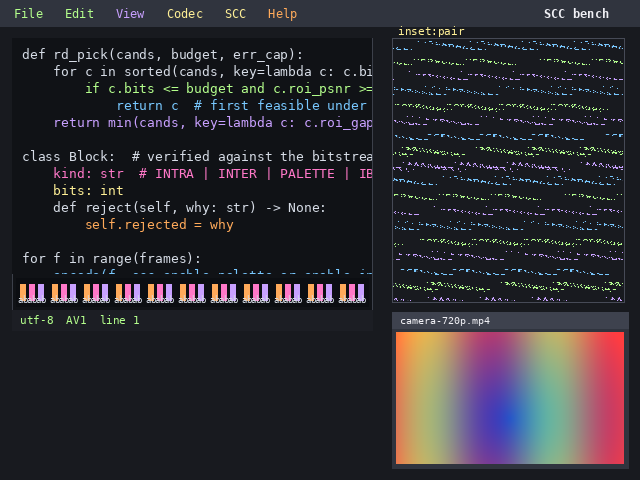 File Edit View Codec SCC Help SCC bench
inset:pair
def rd_pick(cands, budget, err_cap):
for c in sorted(cands, key=lambda c: c.bi
if c.bits <= budget and c.roi_psnr >=
return c # first feasible under
return min(cands, key=lambda c: c.roi_gap
class Block: # verified against the bitstrea
kind: str # INTRA | INTER | PALETTE | IB
bits: int
def reject(self, why: str) -> None:
self.rejected = why
for f in range(frames):
utf-8 AV1 line 1
camera-720p.mp4